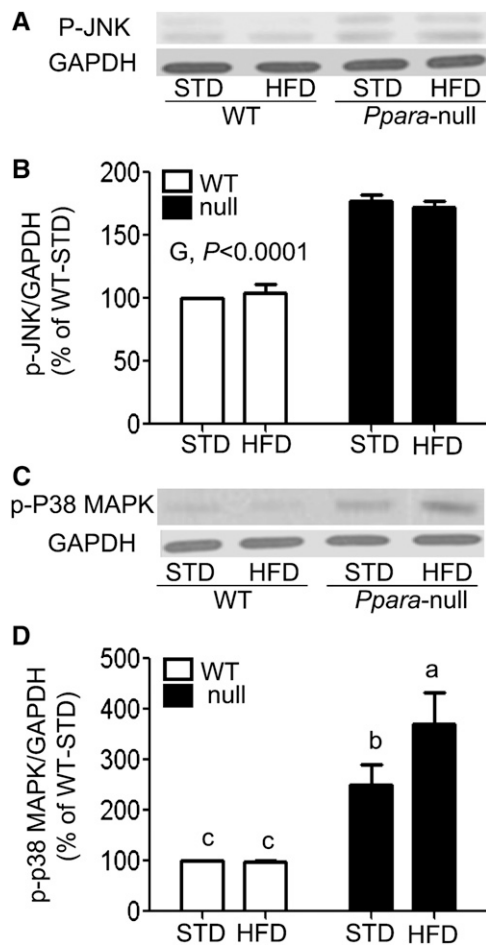 A
P-JNK
GAPDH
STD HFD STD HFD
WT Ppara-null
B
p-JNK/GAPDH
(% of WT-STD)
200
150
100
50
0
WT
null
G, P<0.0001
STD HFD STD HFD
C
p-P38 MAPK
GAPDH
STD HFD STD HFD
WT Ppara-null
D
p-p38 MAPK/GAPDH
(% of WT-STD)
500
400
300
200
100
0
WT
null
c c b a
STD HFD STD HFD